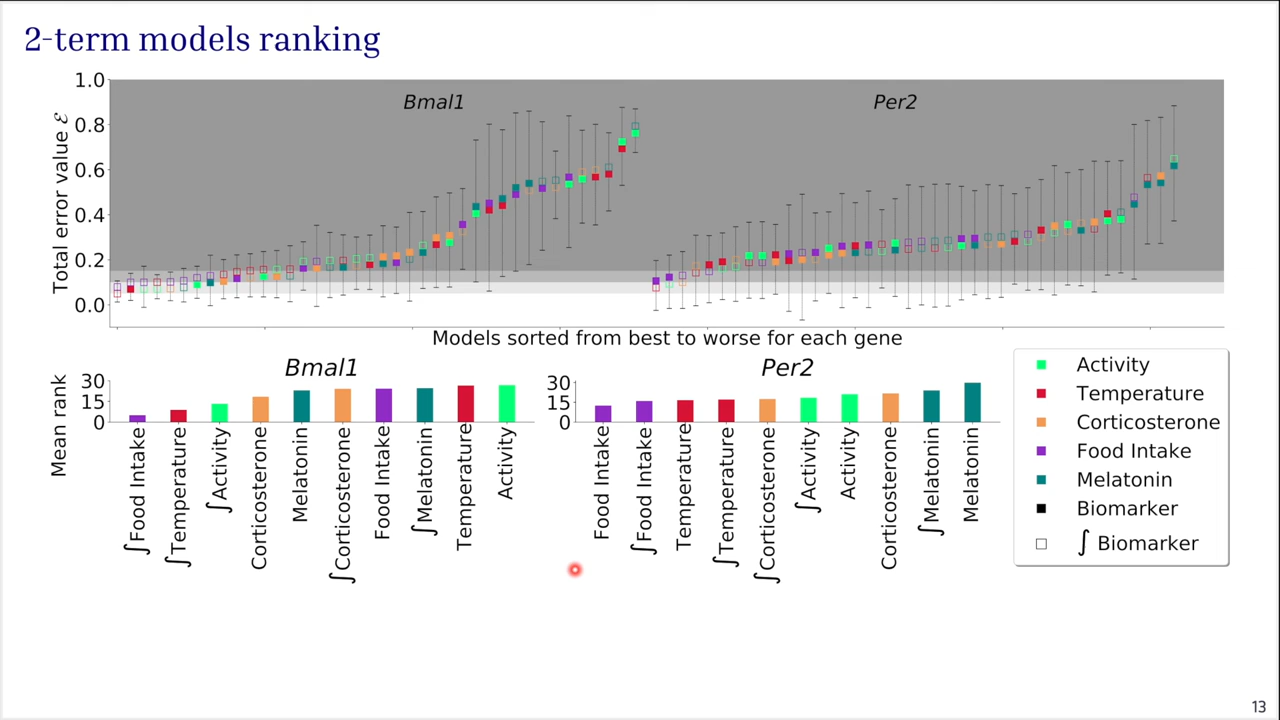 2-term models ranking
Total error value ℰ
1.0
0.8
0.6
0.4
0.2
0.0
Bmal1
Per2
Models sorted from best to worse for each gene
Mean rank
Bmal1
30
15
0
∫Food Intake
∫Temperature
∫Activity
Corticosterone
Melatonin
∫Corticosterone
Food Intake
∫Melatonin
Temperature
Activity
Per2
30
15
0
Food Intake
∫Food Intake
Temperature
∫Temperature
∫Corticosterone
∫Activity
Activity
Corticosterone
∫Melatonin
Melatonin
Activity
Temperature
Corticosterone
Food Intake
Melatonin
Biomarker
∫ Biomarker
13